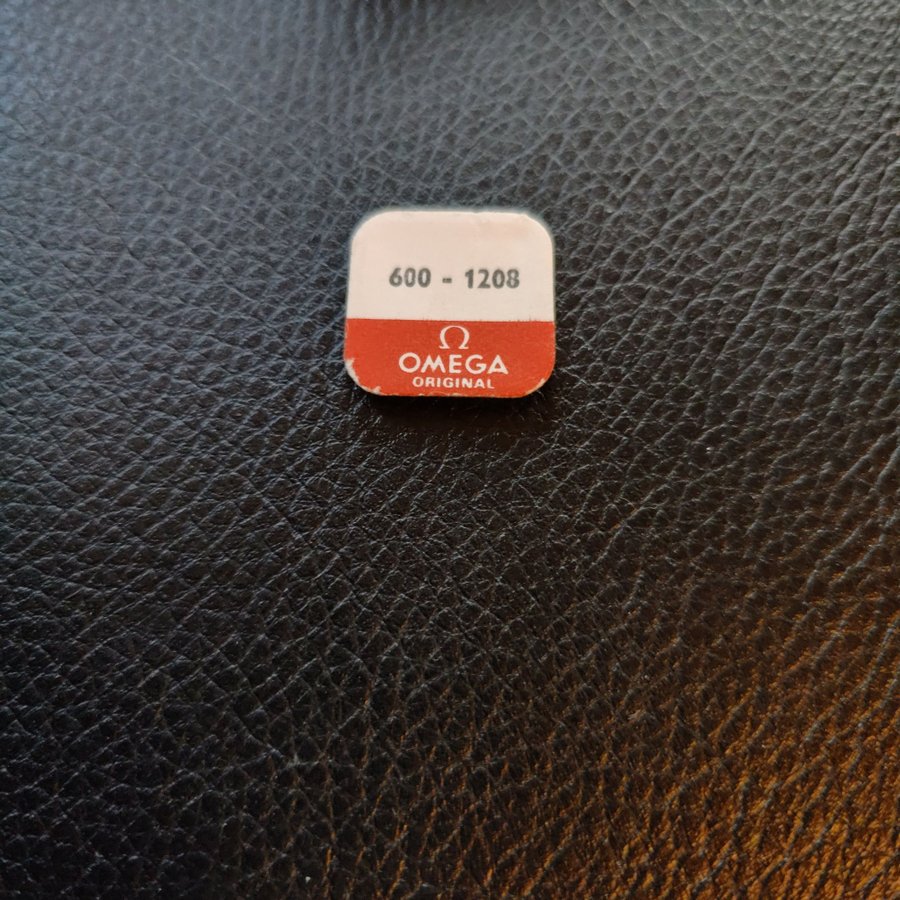 600 - 1208
Ω
OMEGA
ORIGINAL